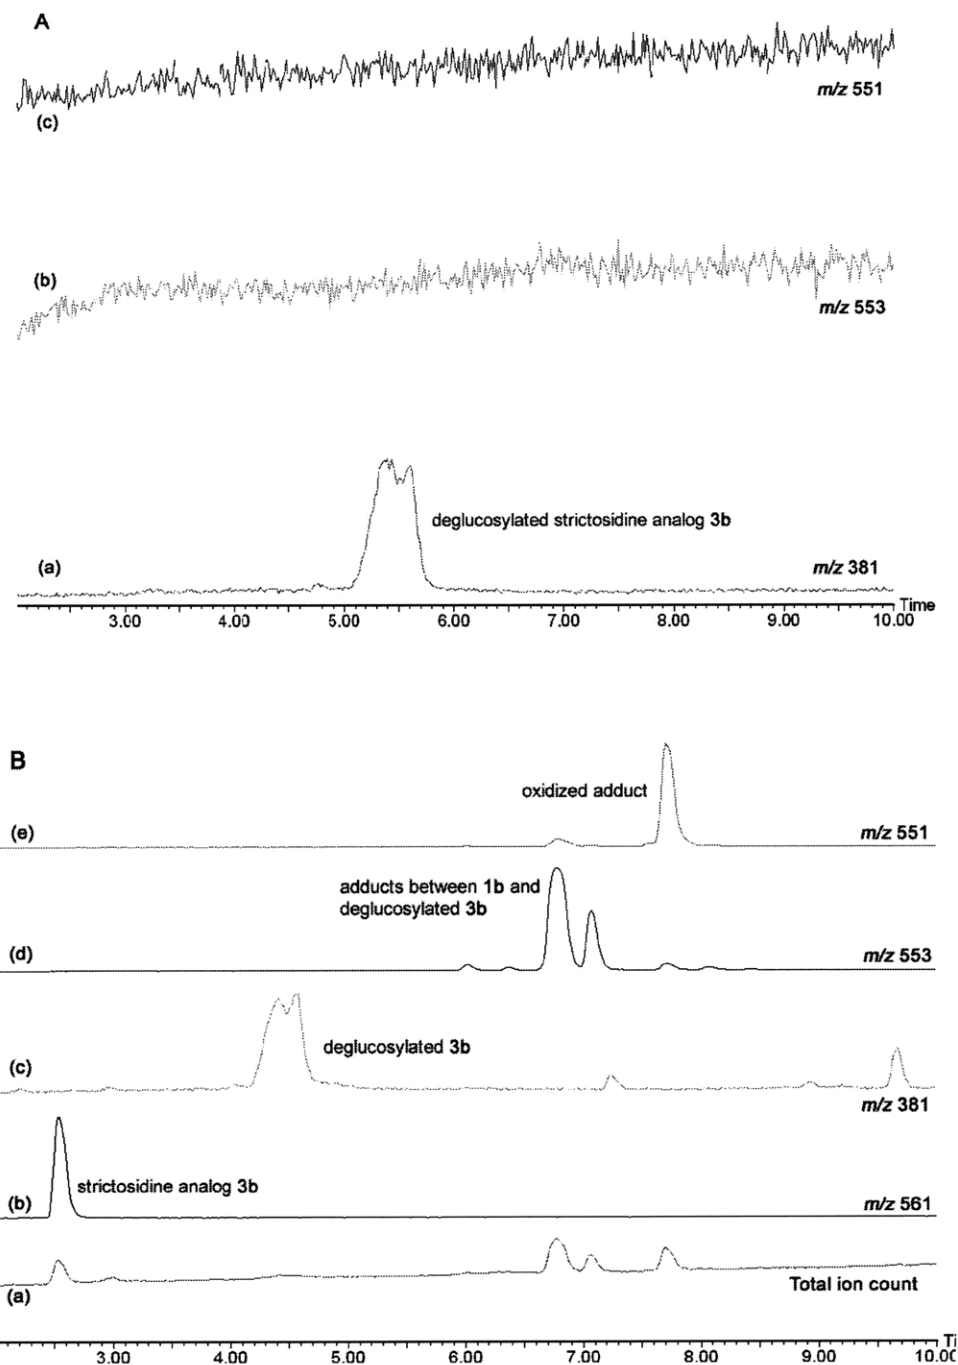 A
m/z 551
(c)
(b)
m/z 553
deglucosylated strictosidine analog 3b
(a)
m/z 381
Time
3.00 4.00 5.00 6.00 7.00 8.00 9.00 10.00
B
oxidized adduct
(e)
m/z 551
adducts between 1b and
deglucosylated 3b
(d)
m/z 553
deglucosylated 3b
(c)
m/z 381
strictosidine analog 3b
(b)
m/z 561
Total ion count
(a)
3.00 4.00 5.00 6.00 7.00 8.00 9.00 10.00